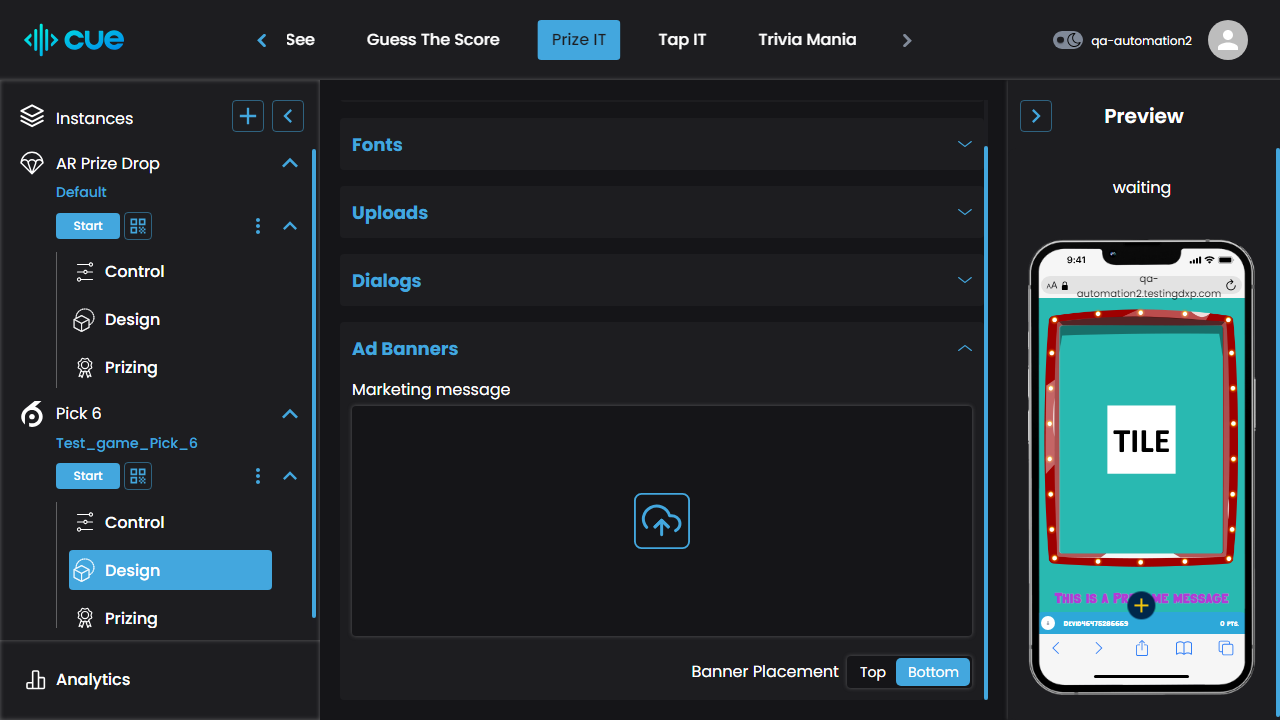 cue
See
Guess The Score
Prize IT
Tap IT
Trivia Mania
qa-automation2
Instances
AR Prize Drop
Default
Start
Control
Design
Prizing
Pick 6
Test_game_Pick_6
Start
Control
Design
Prizing
Analytics
Fonts
Uploads
Dialogs
Ad Banners
Marketing message
Banner Placement
Top
Bottom
Preview
waiting
9:41
AA
qa-
automation2.testingdxp.com
TILE
This is a Pr me message
0 PTS.